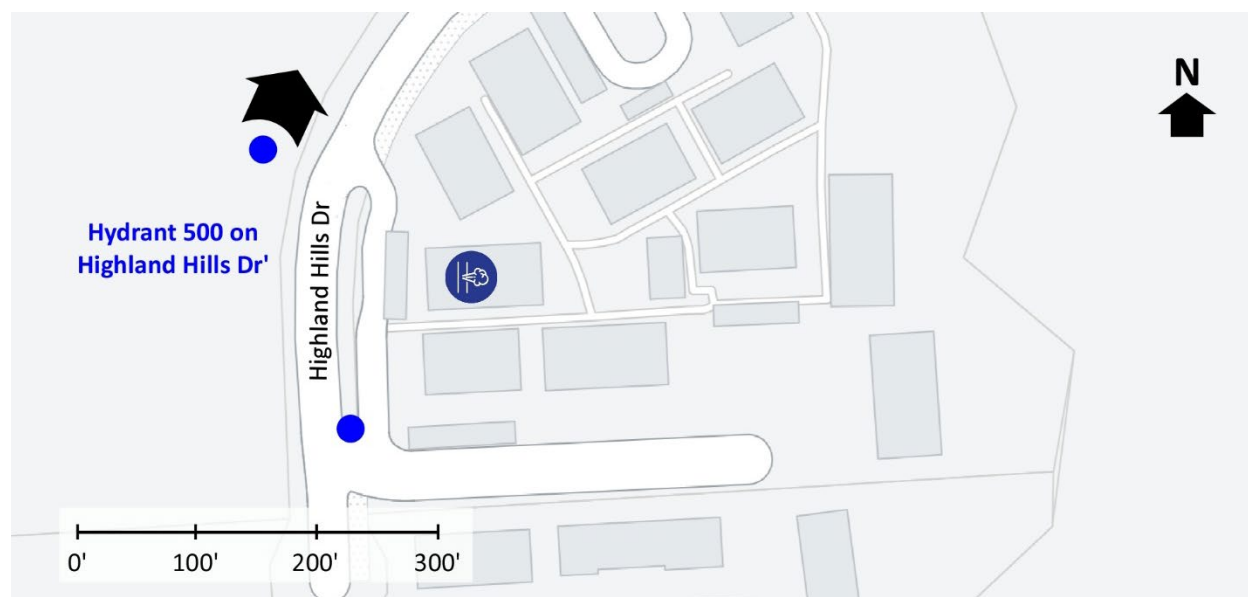 N
Hydrant 500 on
Highland Hills Dr'
Highland Hills Dr
0' 100' 200' 300'